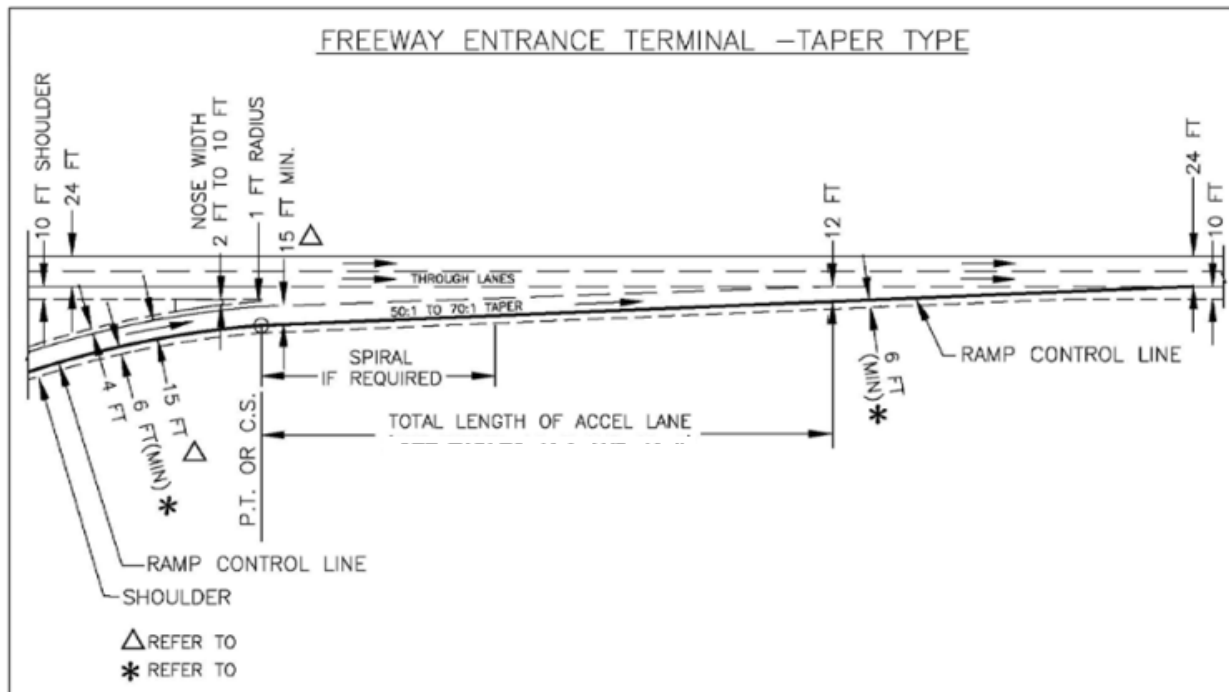 FREEWAY ENTRANCE TERMINAL –TAPER TYPE
10 FT SHOULDER
24 FT
NOSE WIDTH
2 FT TO 10 FT
1 FT RADIUS
15 FT MIN. △
12 FT
24 FT
10 FT
THROUGH LANES
50:1 TO 70:1 TAPER
SPIRAL
IF REQUIRED
RAMP CONTROL LINE
6 FT
(MIN) *
4 FT
6 FT(MIN) *
15 FT △
TOTAL LENGTH OF ACCEL LANE
P.T. OR C.S.
RAMP CONTROL LINE
SHOULDER
△ REFER TO
* REFER TO